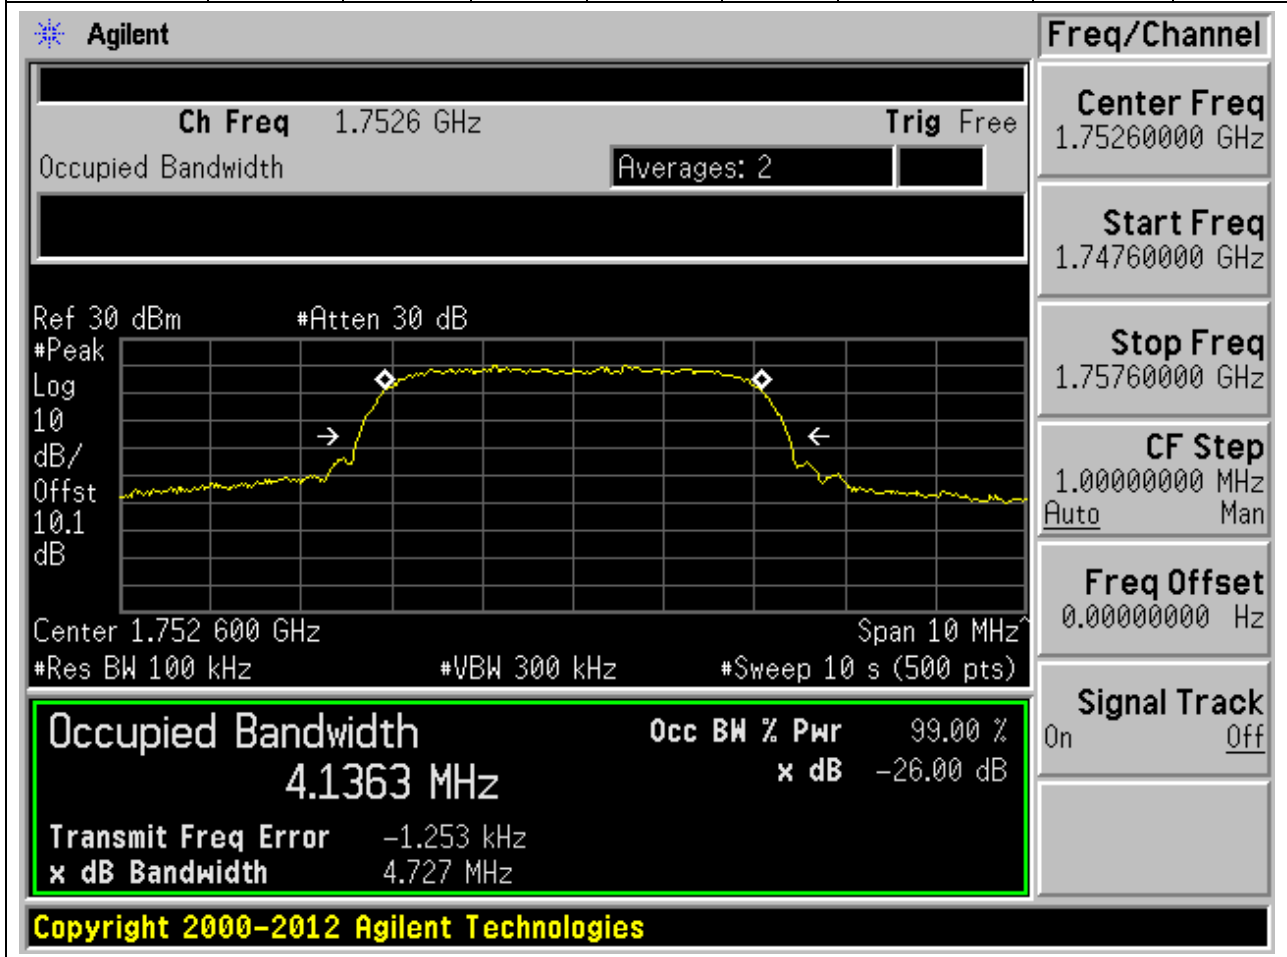 Agilent
Freq/Channel
Ch Freq 1.7526 GHz Trig Free
Occupied Bandwidth Averages: 2
Center Freq
1.75260000 GHz
Start Freq
1.74760000 GHz
Stop Freq
1.75760000 GHz
CF Step
1.00000000 MHz
Auto Man
Freq Offset
0.00000000 Hz
Signal Track
On Off
Ref 30 dBm #Atten 30 dB
#Peak
Log
10
dB/
Offst
10.1
dB
Center 1.752 600 GHz Span 10 MHz^
#Res BW 100 kHz #VBW 300 kHz #Sweep 10 s (500 pts)
Occupied Bandwidth
4.1363 MHz
Occ BW % Pwr 99.00 %
x dB -26.00 dB
Transmit Freq Error -1.253 kHz
x dB Bandwidth 4.727 MHz
Copyright 2000-2012 Agilent Technologies